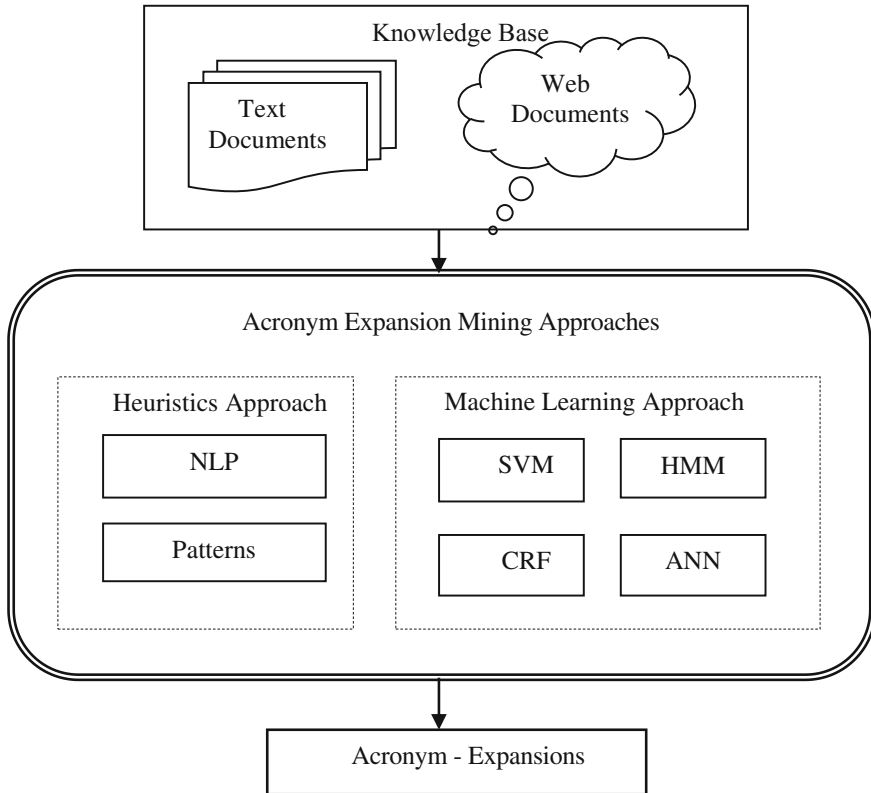 Knowledge Base
Text
Documents
Web
Documents
Acronym Expansion Mining Approaches
Heuristics Approach
NLP
Patterns
Machine Learning Approach
SVM
HMM
CRF
ANN
Acronym - Expansions